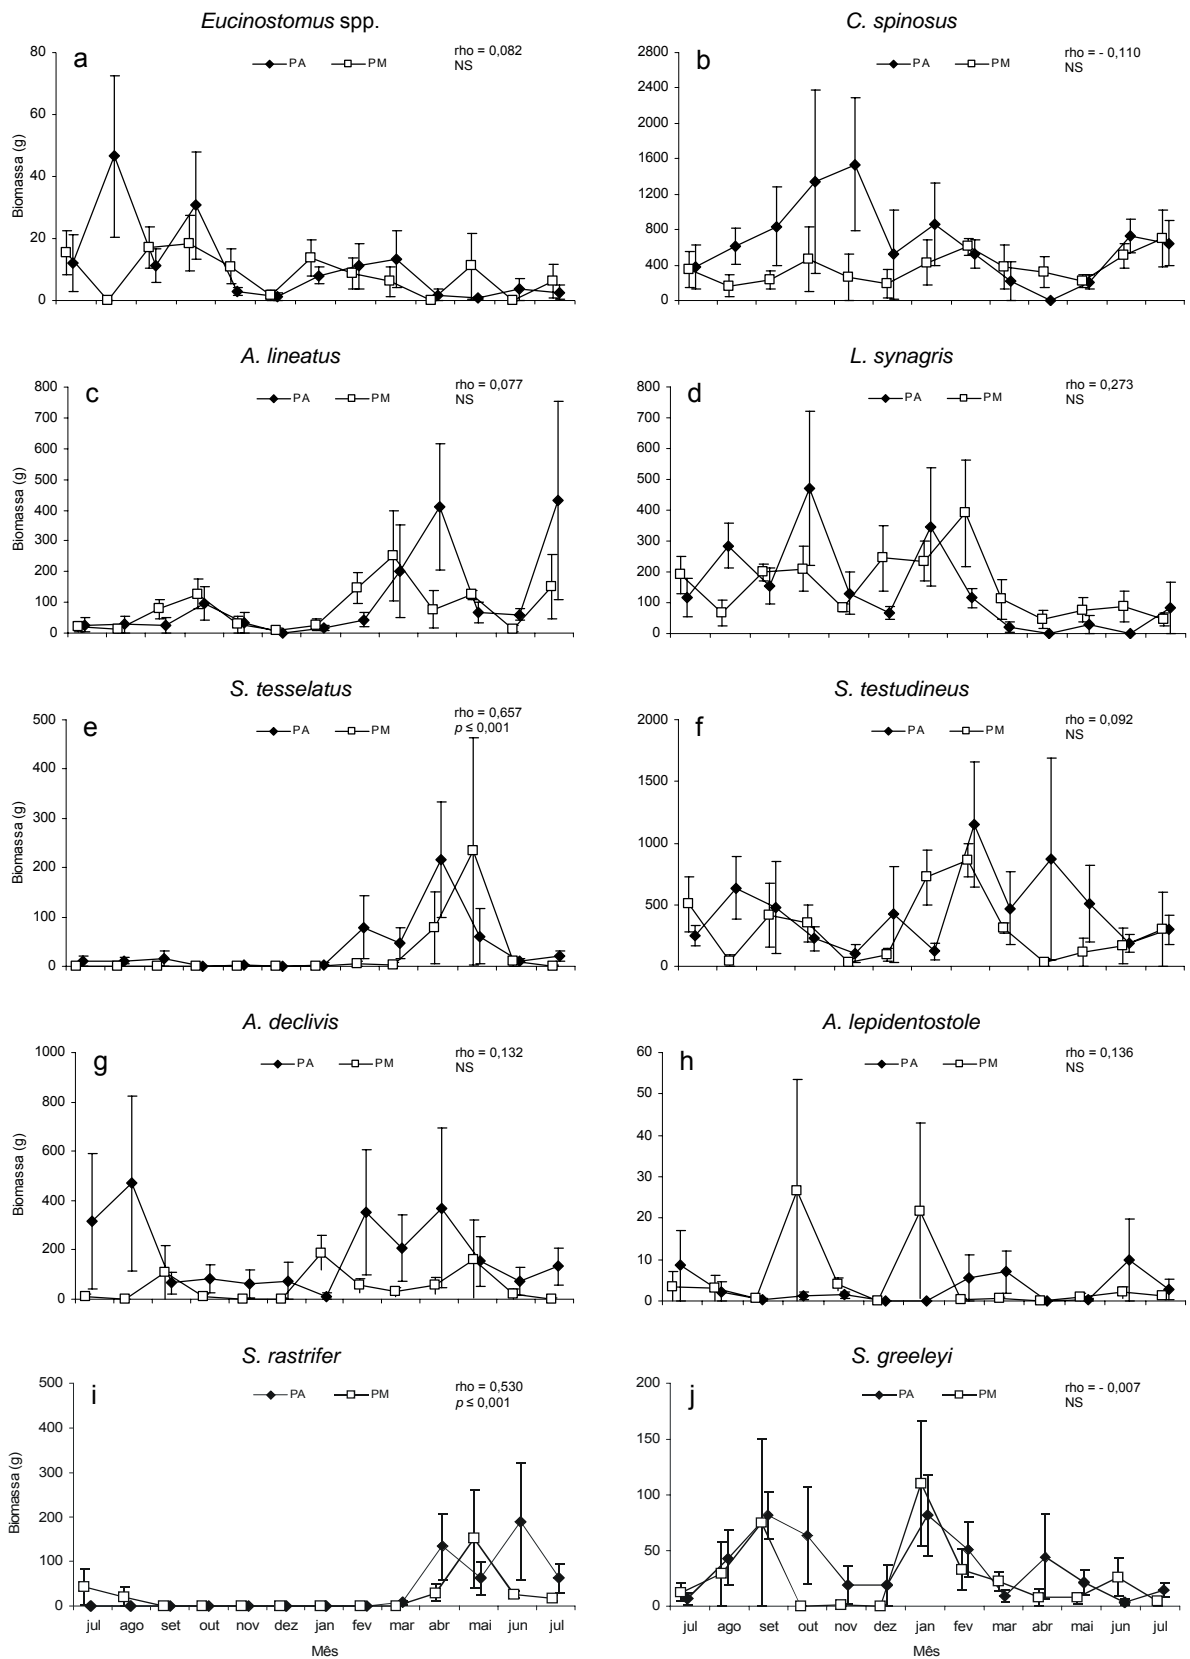 Eucinostomus spp.
a
PA
PM
rho = 0,082
NS
Biomassa (g)
80
60
40
20
0
C. spinosus
b
PA
PM
rho = - 0,110
NS
2800
2400
2000
1600
1200
800
400
0
A. lineatus
c
PA
PM
rho = 0,077
NS
Biomassa (g)
800
700
600
500
400
300
200
100
0
L. synagris
d
PA
PM
rho = 0,273
NS
800
700
600
500
400
300
200
100
0
S. tesselatus
e
PA
PM
rho = 0,657
p ≤ 0,001
Biomassa (g)
500
400
300
200
100
0
S. testudineus
f
PA
PM
rho = 0,092
NS
2000
1500
1000
500
0
A. declivis
g
PA
PM
rho = 0,132
NS
Biomassa (g)
1000
800
600
400
200
0
A. lepidentostole
h
PA
PM
rho = 0,136
NS
60
50
40
30
20
10
0
S. rastrifer
i
PA
PM
rho = 0,530
p ≤ 0,001
Biomassa (g)
500
400
300
200
100
0
jul ago set out nov dez jan fev mar abr mai jun jul
Mês
S. greeleyi
j
PA
PM
rho = - 0,007
NS
200
150
100
50
0
jul ago set out nov dez jan fev mar abr mai jun jul
Mês